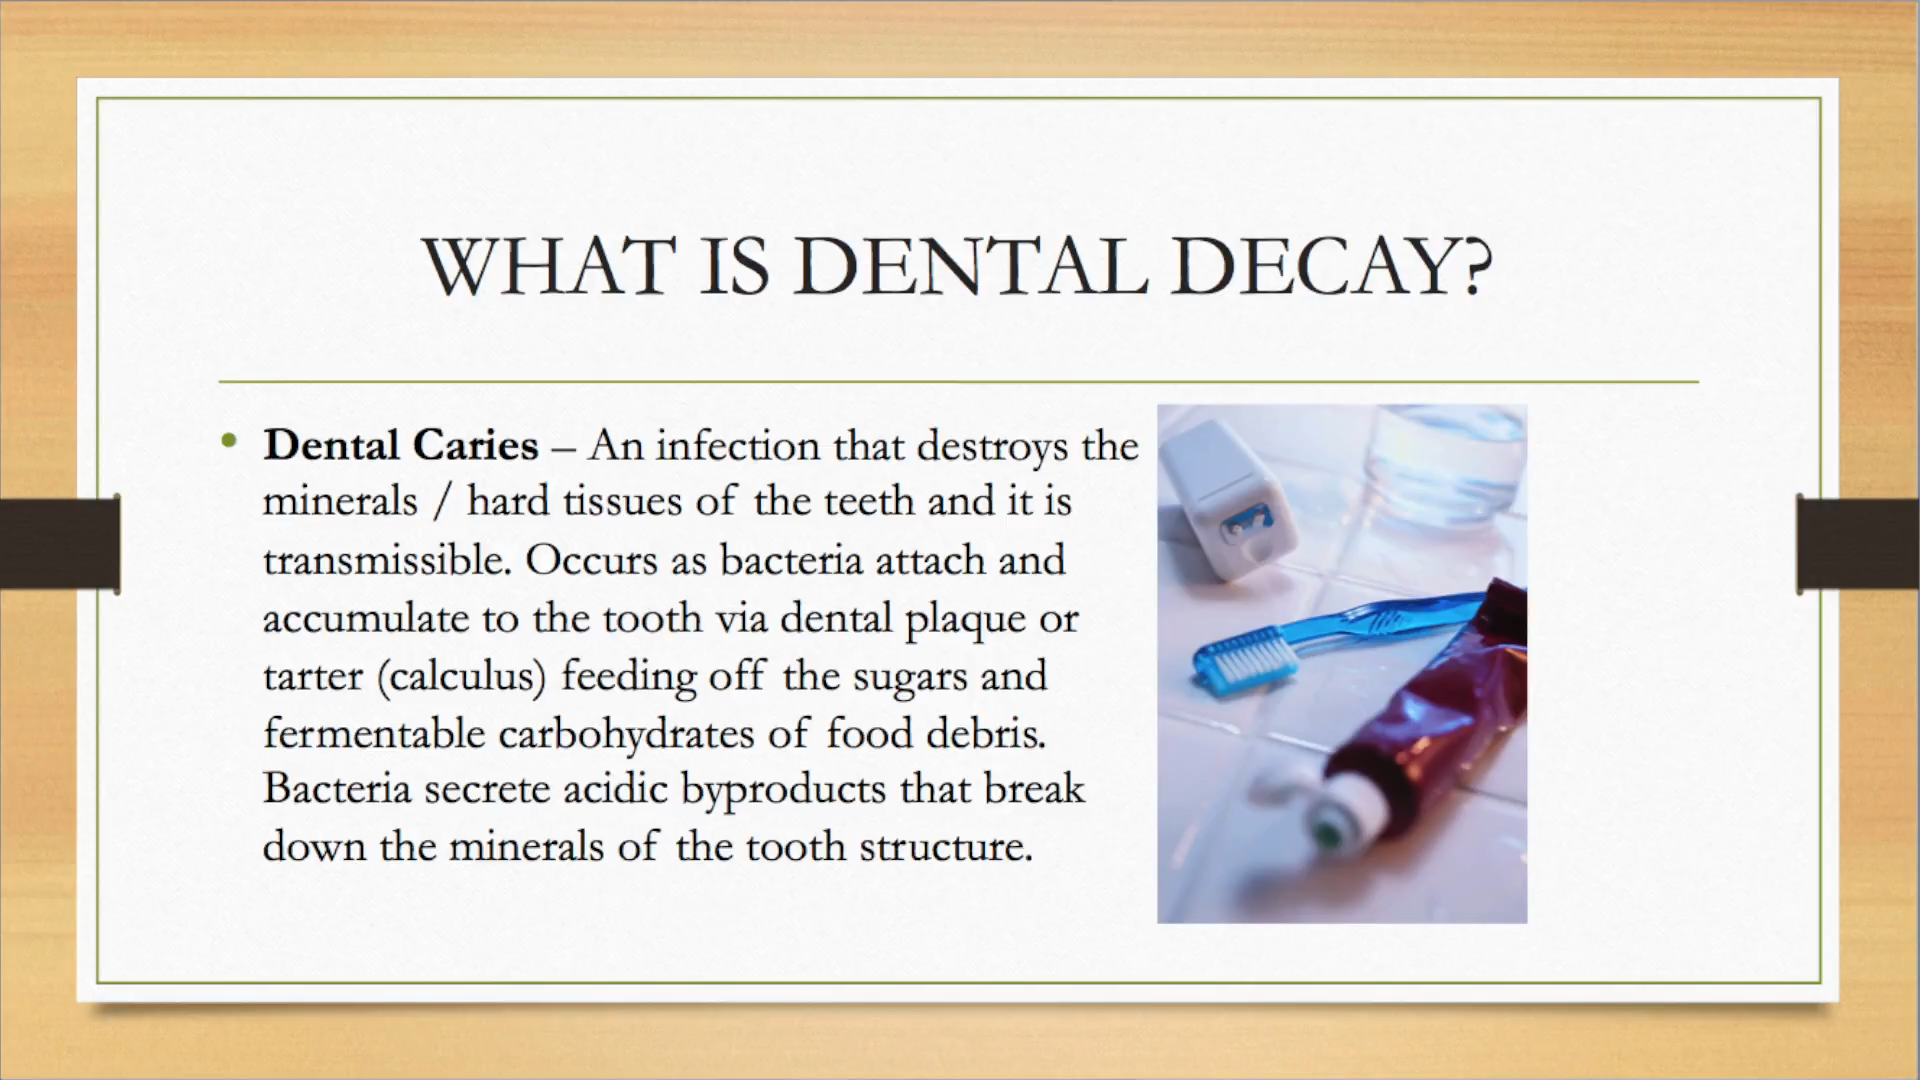 WHAT IS DENTAL DECAY?
• Dental Caries – An infection that destroys the
minerals / hard tissues of the teeth and it is
transmissible. Occurs as bacteria attach and
accumulate to the tooth via dental plaque or
tarter (calculus) feeding off the sugars and
fermentable carbohydrates of food debris.
Bacteria secrete acidic byproducts that break
down the minerals of the tooth structure.